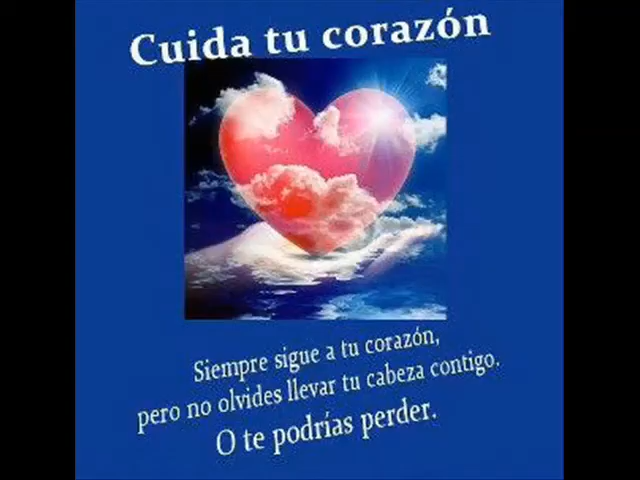 Cuida tu corazón
Siempre sigue a tu corazón,
pero no olvides llevar tu cabeza contigo.
O te podrías perder.